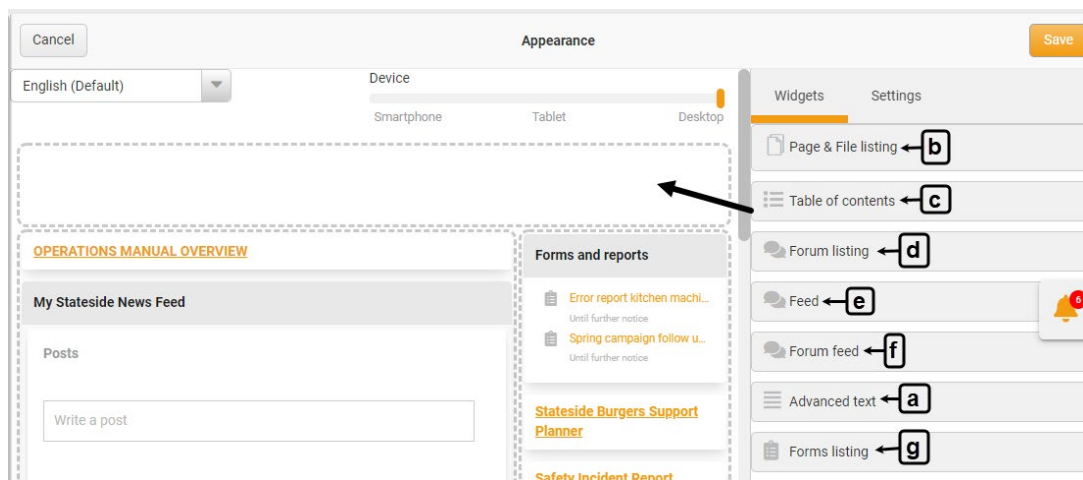 Cancel
Appearance
Save
English (Default)
Device
Smartphone Tablet Desktop
OPERATIONS MANUAL OVERVIEW
My Stateside News Feed
Posts
Write a post
Forms and reports
Error report kitchen machi...
Until further notice
Spring campaign follow u...
Until further notice
Stateside Burgers Support
Planner
Safety Incident Report
Widgets Settings
Page & File listing b
Table of contents c
Forum listing d
Feed e
6
Forum feed f
Advanced text a
Forms listing g